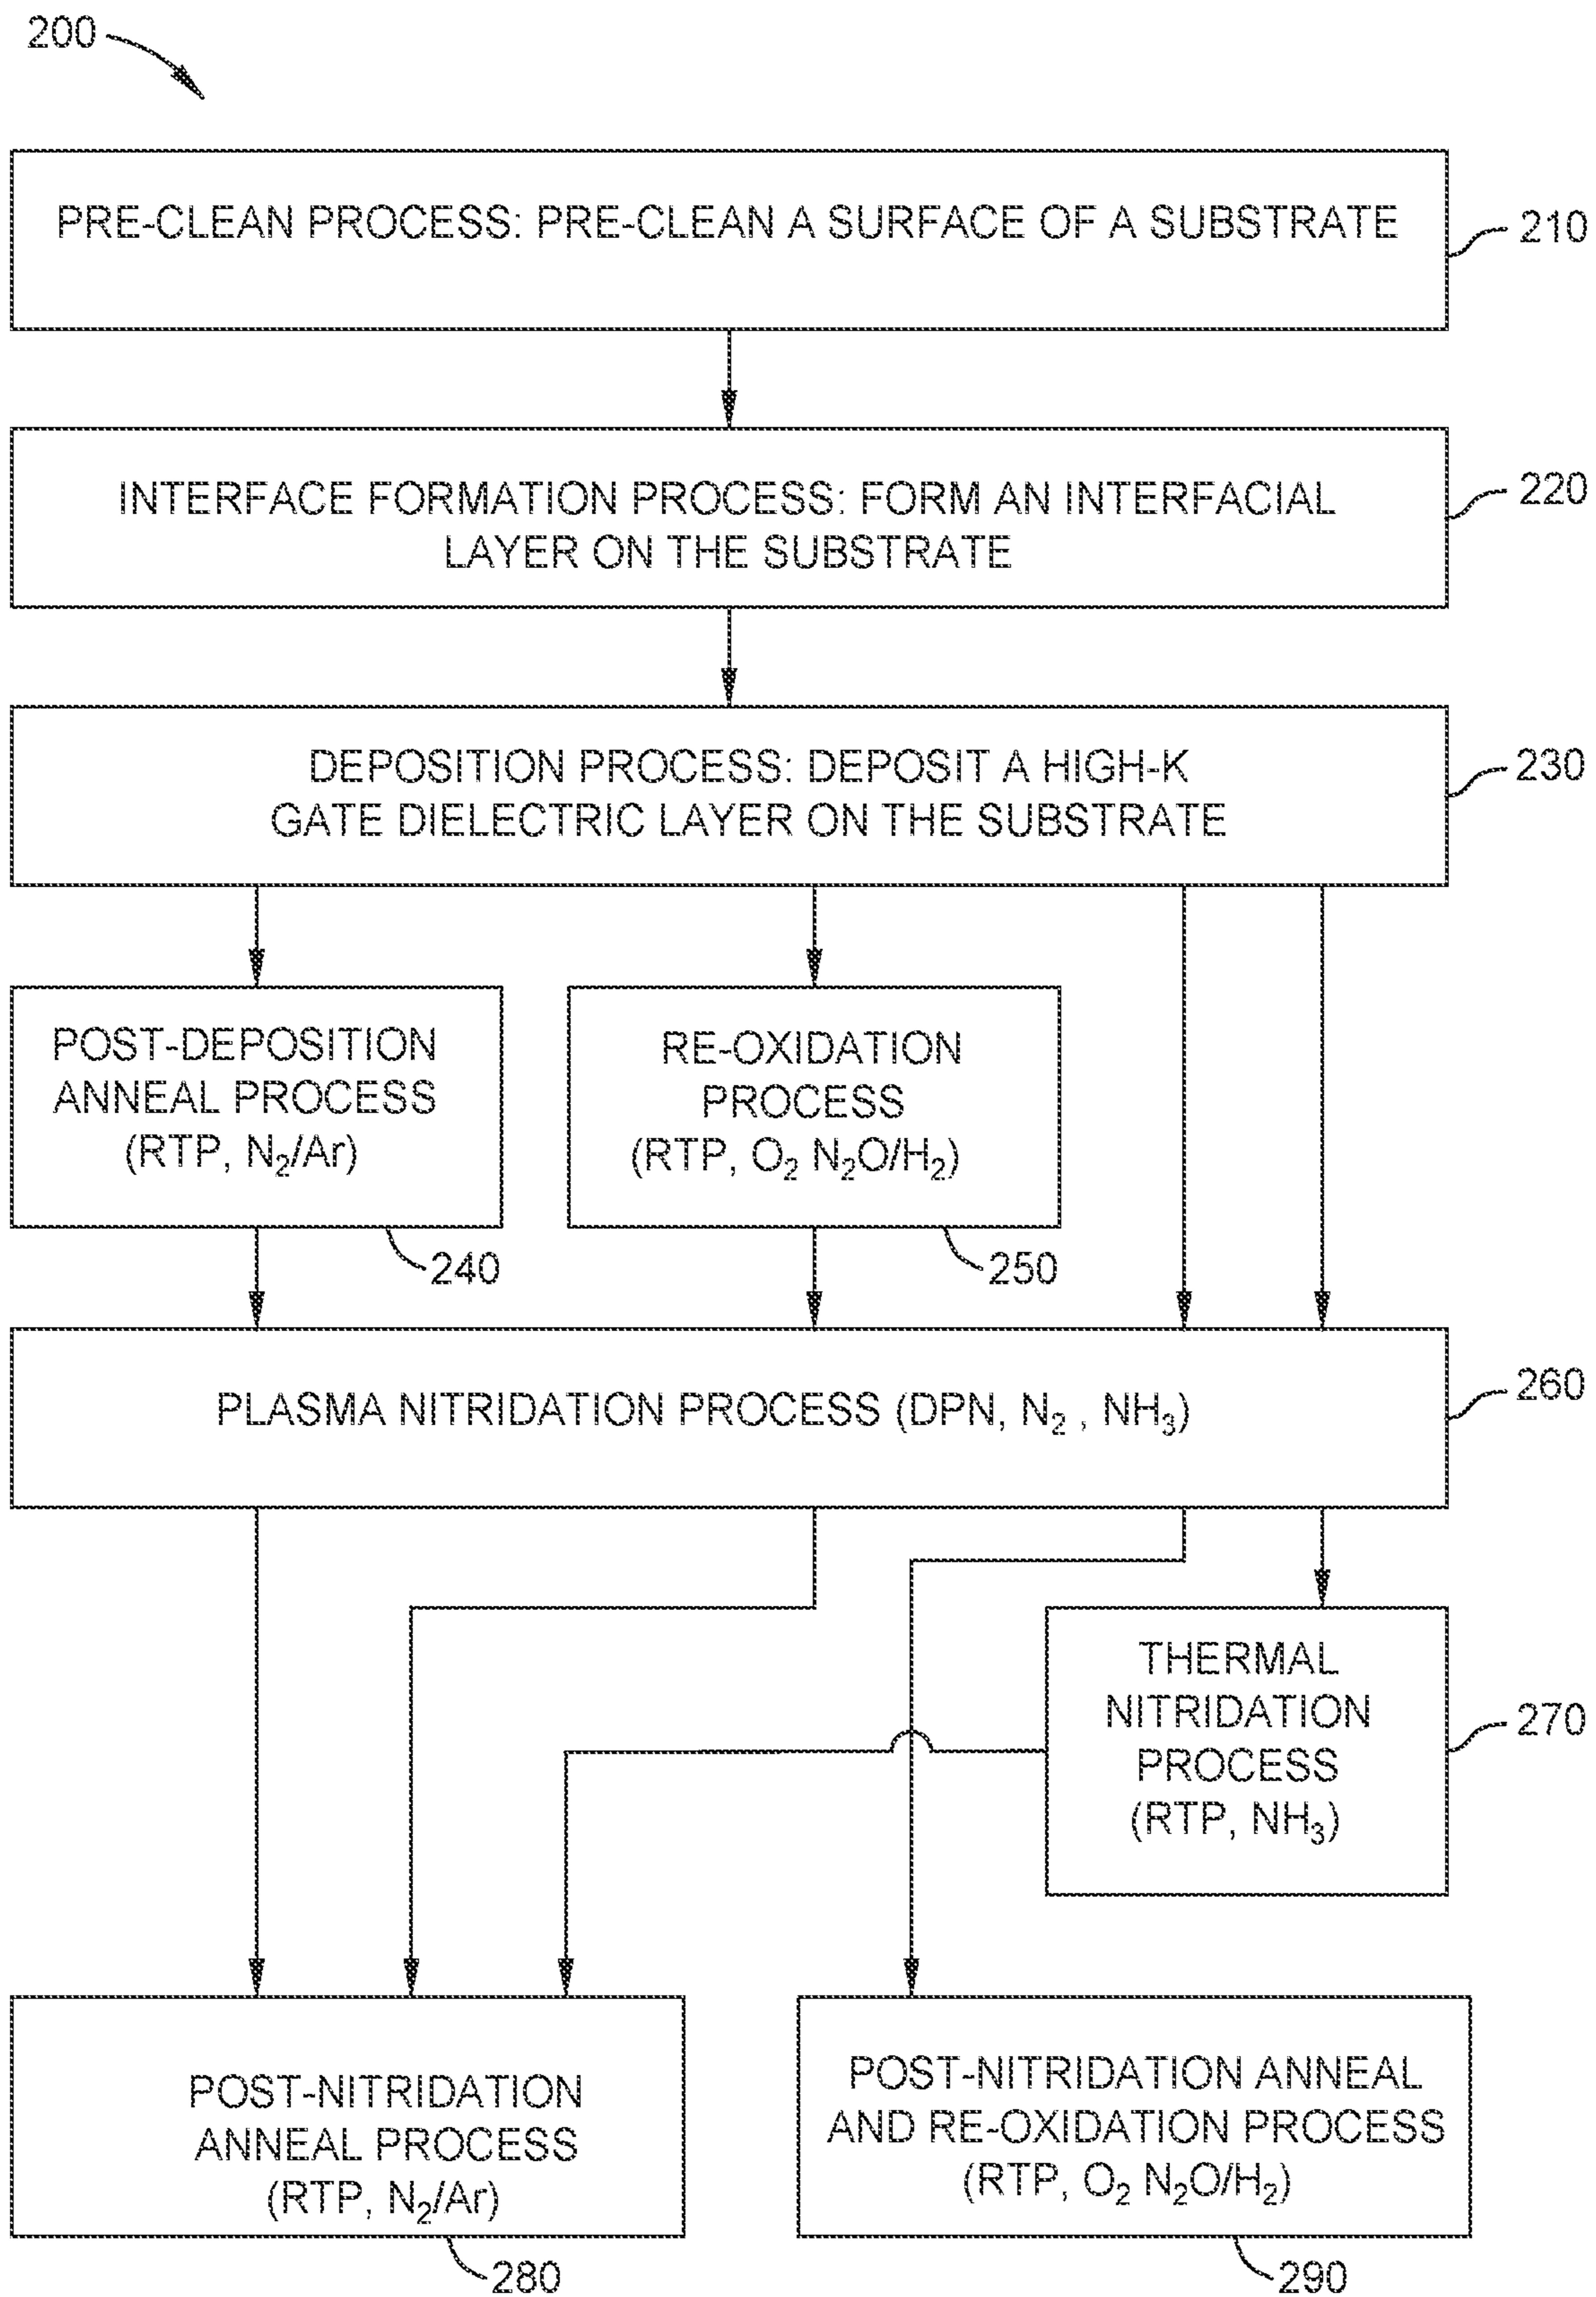 200
PRE-CLEAN PROCESS: PRE-CLEAN A SURFACE OF A SUBSTRATE
210
INTERFACE FORMATION PROCESS: FORM AN INTERFACIAL
LAYER ON THE SUBSTRATE
220
DEPOSITION PROCESS: DEPOSIT A HIGH-K
GATE DIELECTRIC LAYER ON THE SUBSTRATE
230
POST-DEPOSITION
ANNEAL PROCESS
(RTP, N₂/Ar)
240
RE-OXIDATION
PROCESS
(RTP, O₂ N₂O/H₂)
250
PLASMA NITRIDATION PROCESS (DPN, N₂ , NH₃)
260
THERMAL
NITRIDATION
PROCESS
(RTP, NH₃)
270
POST-NITRIDATION
ANNEAL PROCESS
(RTP, N₂/Ar)
280
POST-NITRIDATION ANNEAL
AND RE-OXIDATION PROCESS
(RTP, O₂ N₂O/H₂)
290